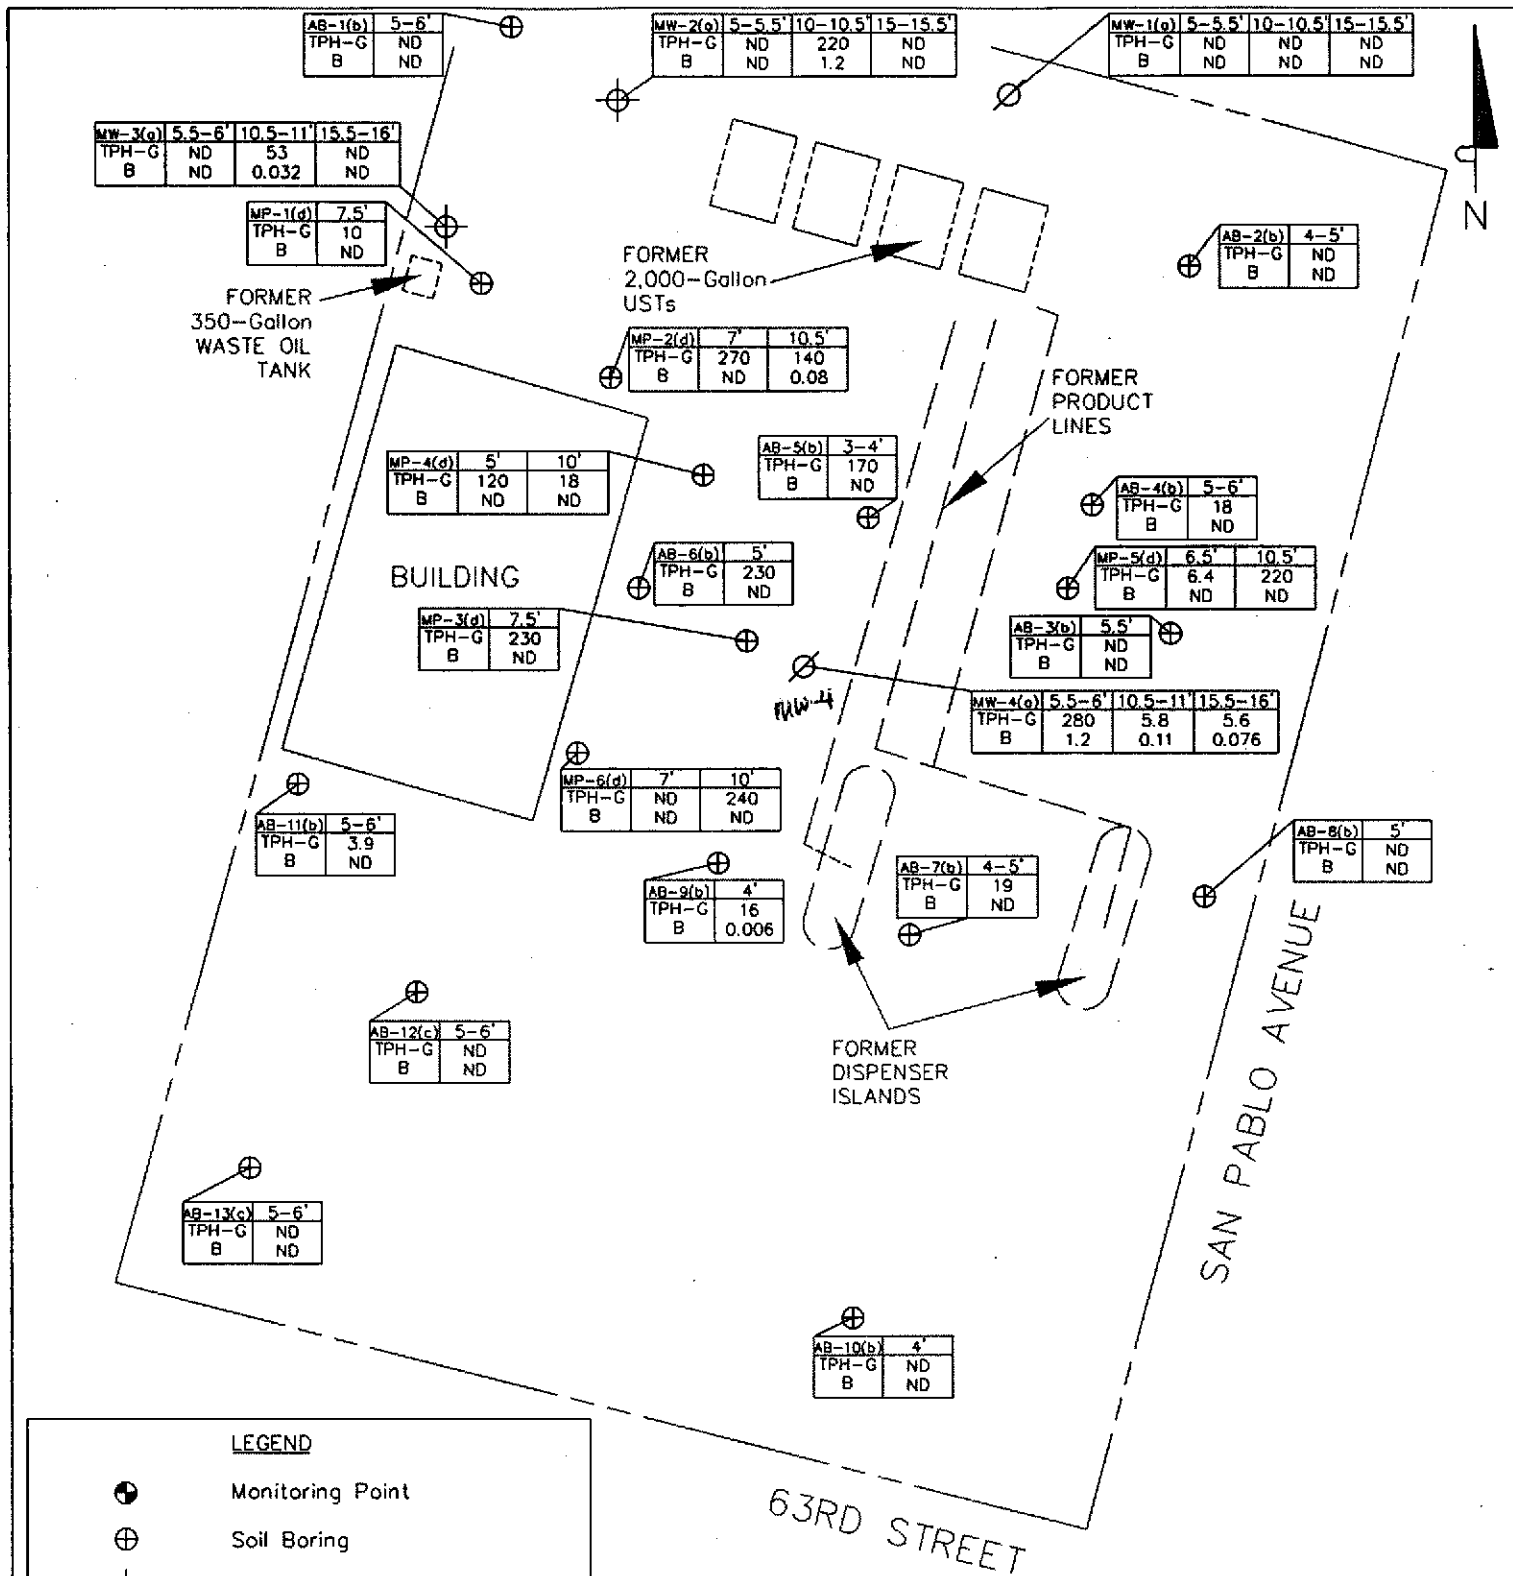 AB-1(b) 5-6'
TPH-G ND
B ND
MW-2(a) 5-5.5' 10-10.5' 15-15.5'
TPH-G ND 220 ND
B ND 1.2 ND
MW-1(a) 5-5.5' 10-10.5' 15-15.5'
TPH-G ND ND ND
B ND ND ND
MW-3(a) 5.5-6' 10.5-11' 15.5-16'
TPH-G ND 53 ND
B ND 0.032 ND
N
MP-1(d) 7.5'
TPH-G 10
B ND
AB-2(b) 4-5'
TPH-G ND
B ND
FORMER
2,000-Gallon
USTs
FORMER
350-Gallon
WASTE OIL
TANK
MP-2(d) 7' 10.5'
TPH-G 270 140
B ND 0.08
FORMER
PRODUCT
LINES
MP-4(d) 5' 10'
TPH-G 120 18
B ND ND
AB-5(b) 3-4'
TPH-G 170
B ND
AB-4(b) 5-6'
TPH-G 18
B ND
AB-6(b) 5'
TPH-G 230
B ND
MP-5(d) 6.5' 10.5'
TPH-G 6.4 220
B ND ND
BUILDING
MP-3(d) 7.5'
TPH-G 230
B ND
AB-3(b) 5.5'
TPH-G ND
B ND
MW-4
MW-4(a) 5.5-6' 10.5-11' 15.5-16'
TPH-G 280 5.8 5.6
B 1.2 0.11 0.076
MP-6(d) 7' 10'
TPH-G ND 240
B ND ND
AB-11(b) 5-6'
TPH-G 3.9
B ND
AB-8(b) 5'
TPH-G ND
B ND
AB-9(b) 4'
TPH-G 16
B 0.006
AB-7(b) 4-5'
TPH-G 19
B ND
AB-12(c) 5-6'
TPH-G ND
B ND
FORMER
DISPENSER
ISLANDS
SAN PABLO AVENUE
AB-13(c) 5-6'
TPH-G ND
B ND
AB-10(b) 4'
TPH-G ND
B ND
63RD STREET
LEGEND
Monitoring Point
Soil Boring